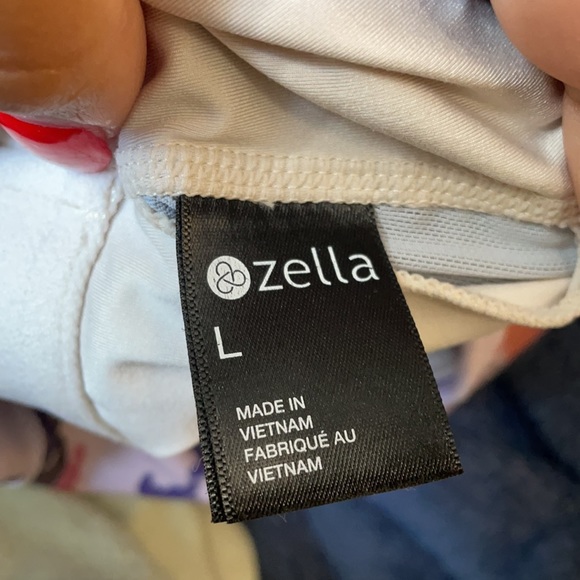 zella
L
MADE IN
VIETNAM
FABRIQUÉ AU
VIETNAM